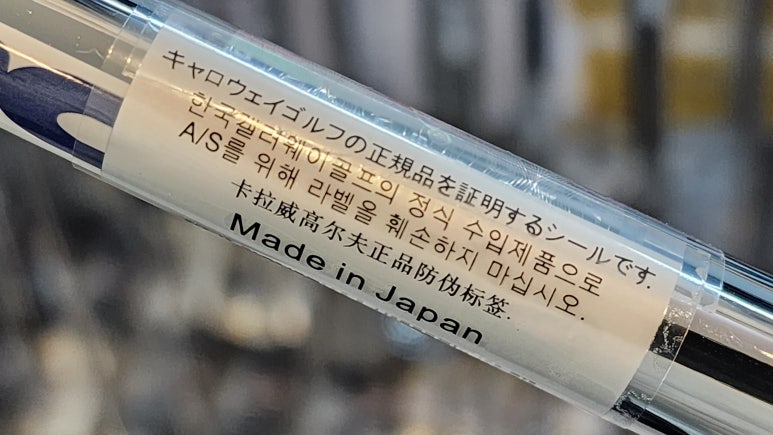 キャロウェイゴルフの正規品を証明するシールです.
한국캘러웨이골프의 정식 수입제품으로
A/S를 위해 라벨을 훼손하지 마십시오.
卡拉威高尔夫正品防伪标签.
Made in Japan